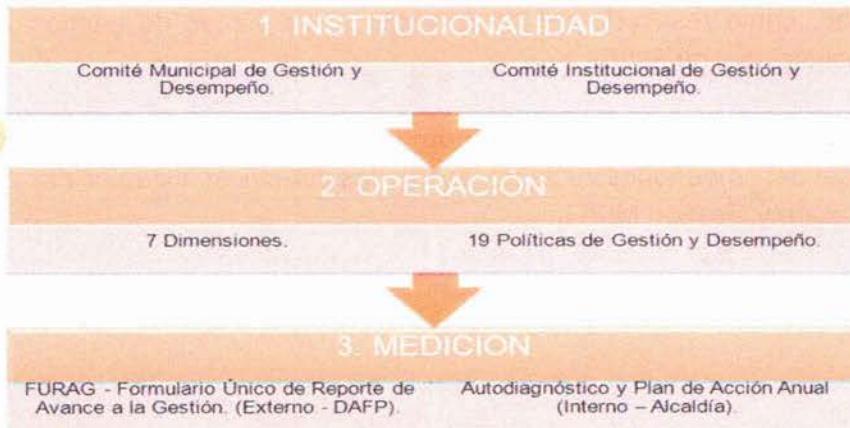 1. INSTITUCIONALIDAD
Comité Municipal de Gestión y
Desempeño.
Comité Institucional de Gestión y
Desempeño.
2. OPERACIÓN
7 Dimensiones.
19 Políticas de Gestión y Desempeño.
3. MEDICION
FURAG - Formulario Único de Reporte de
Avance a la Gestión. (Externo - DAFP).
Autodiagnóstico y Plan de Acción Anual
(Interno – Alcaldía).